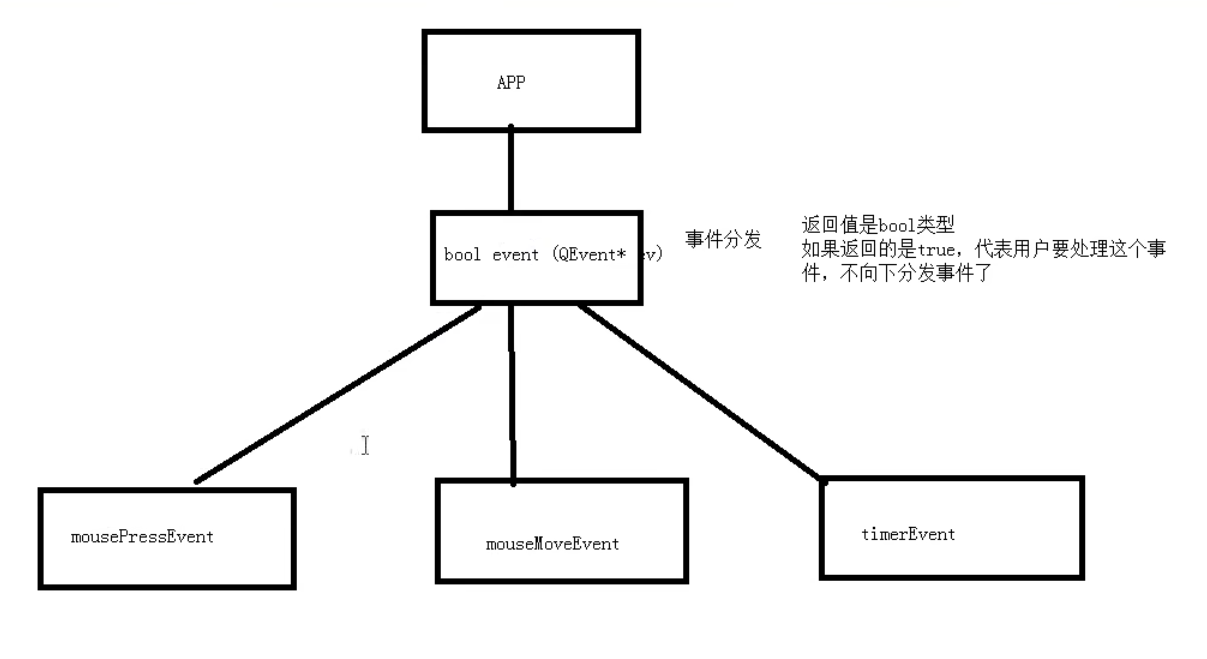 APP
bool event (QEvent* ev)
事件分发
返回值是bool类型
如果返回的是true，代表用户要处理这个事
件，不向下分发事件了
mousePressEvent
mouseMoveEvent
timerEvent